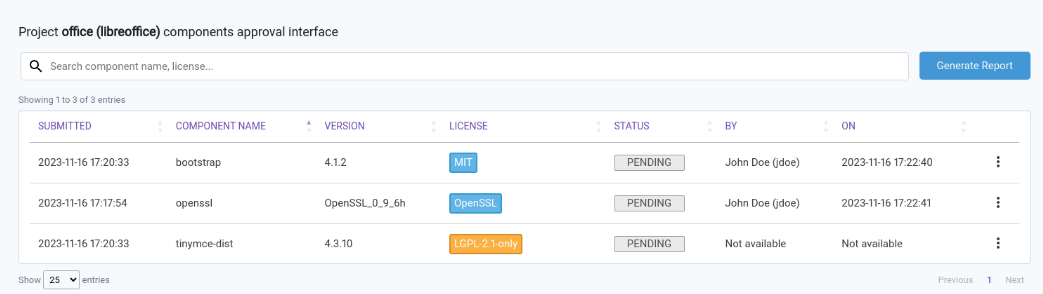 Project office (libreoffice) components approval interface
Search component name, license...
Generate Report
Showing 1 to 3 of 3 entries
SUBMITTED COMPONENT NAME VERSION LICENSE STATUS BY ON
2023-11-16 17:20:33 bootstrap 4.1.2 MIT PENDING John Doe (jdoe) 2023-11-16 17:22:40
2023-11-16 17:17:54 openssl OpenSSL_0_9_6h OpenSSL PENDING John Doe (jdoe) 2023-11-16 17:22:41
2023-11-16 17:20:33 tinymce-dist 4.3.10 LGPL-2.1-only PENDING Not available Not available
Show 25 entries Previous 1 Next